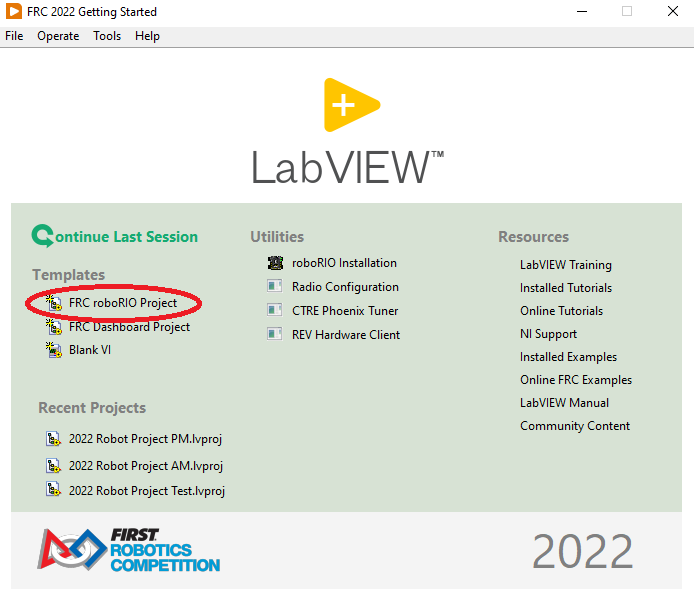 FRC 2022 Getting Started
File Operate Tools Help
LabVIEW™
Continue Last Session
Templates
FRC roboRIO Project
FRC Dashboard Project
Blank VI
Recent Projects
2022 Robot Project PM.lvproj
2022 Robot Project AM.lvproj
2022 Robot Project Test.lvproj
Utilities
roboRIO Installation
Radio Configuration
CTRE Phoenix Tuner
REV Hardware Client
Resources
LabVIEW Training
Installed Tutorials
Online Tutorials
NI Support
Installed Examples
Online FRC Examples
LabVIEW Manual
Community Content
FIRST
ROBOTICS
COMPETITION
2022